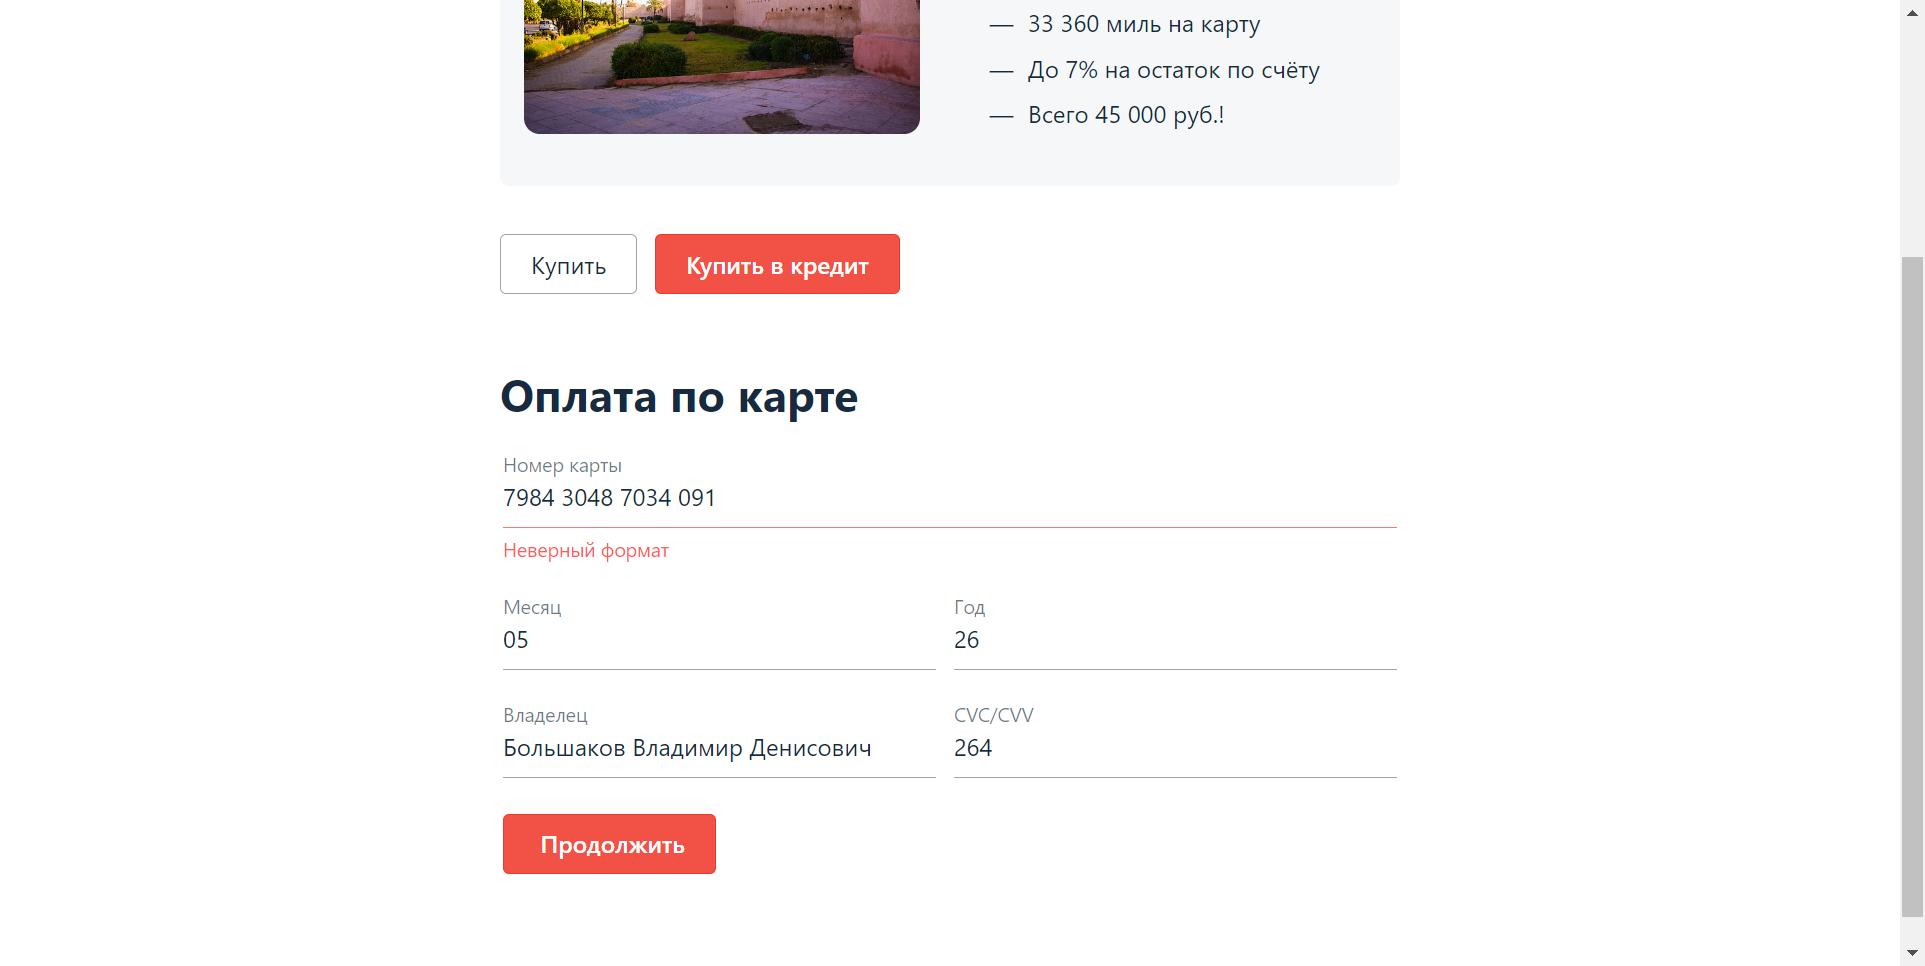 — 33 360 миль на карту
— До 7% на остаток по счёту
— Всего 45 000 руб.!
Купить Купить в кредит
Оплата по карте
Номер карты
7984 3048 7034 091
Неверный формат
Месяц Год
05 26
Владелец CVC/CVV
Большаков Владимир Денисович 264
Продолжить